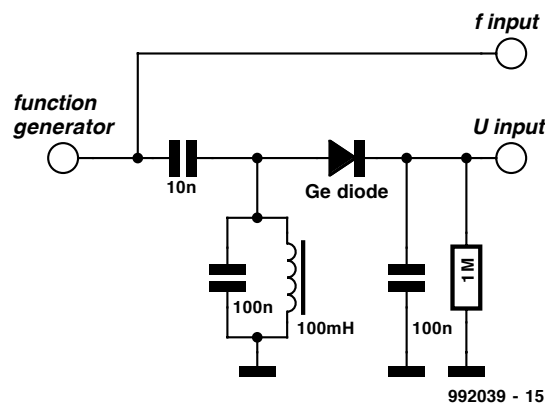 f input
function
generator
U input
10n
Ge diode
100n
100mH
100n
1M
992039 - 15